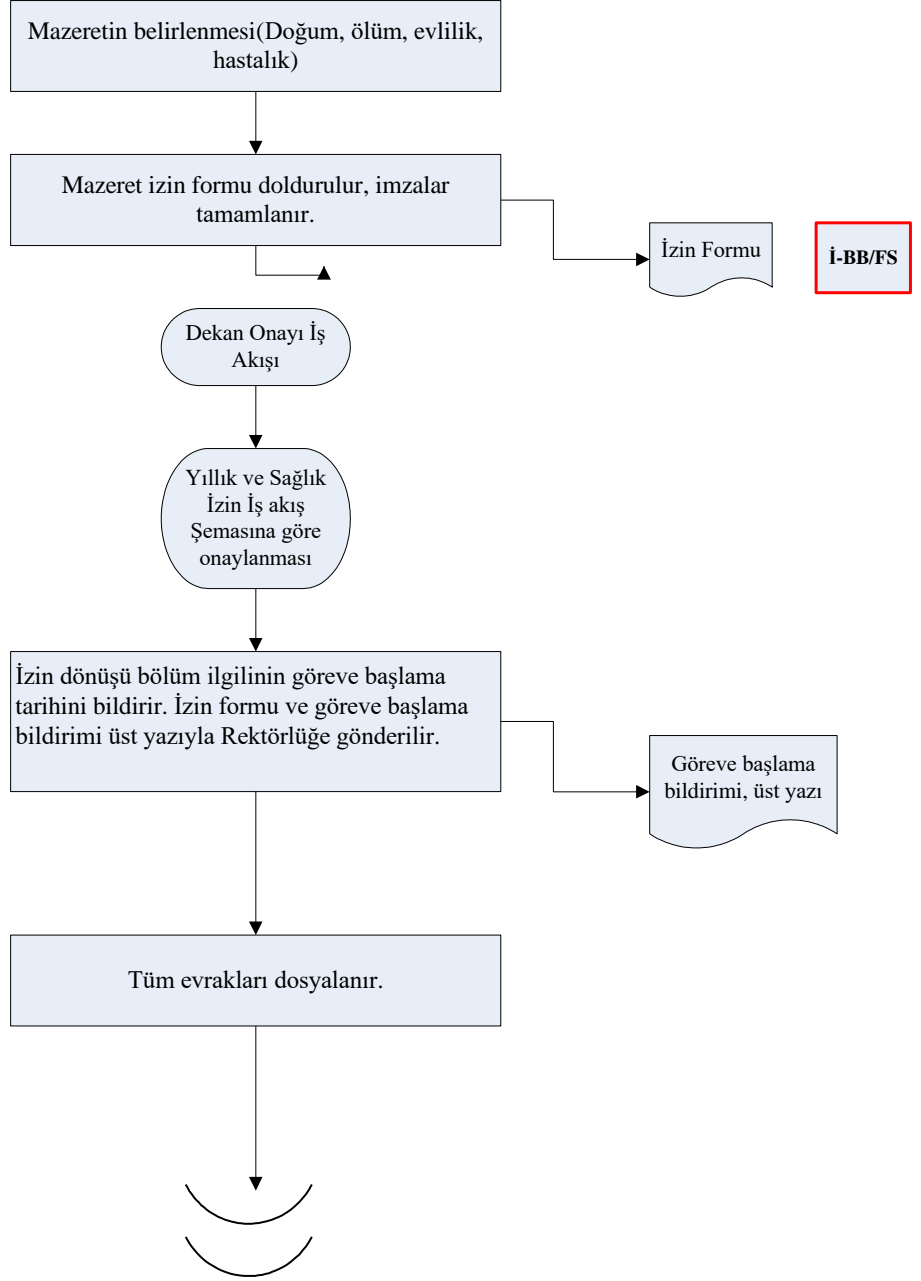 Mazeretin belirlenmesi(Doğum, ölüm, evlilik,
hastalık)
Mazeret izin formu doldurulur, imzalar
tamamlanır.
İzin Formu
İ-BB/FS
Dekan Onayı İş
Akışı
Yıllık ve Sağlık
İzin İş akış
Şemasına göre
onaylanması
İzin dönüşü bölüm ilgilinin göreve başlama
tarihini bildirir. İzin formu ve göreve başlama
bildirimi üst yazıyla Rektörlüğe gönderilir.
Göreve başlama
bildirimi, üst yazı
Tüm evrakları dosyalanır.